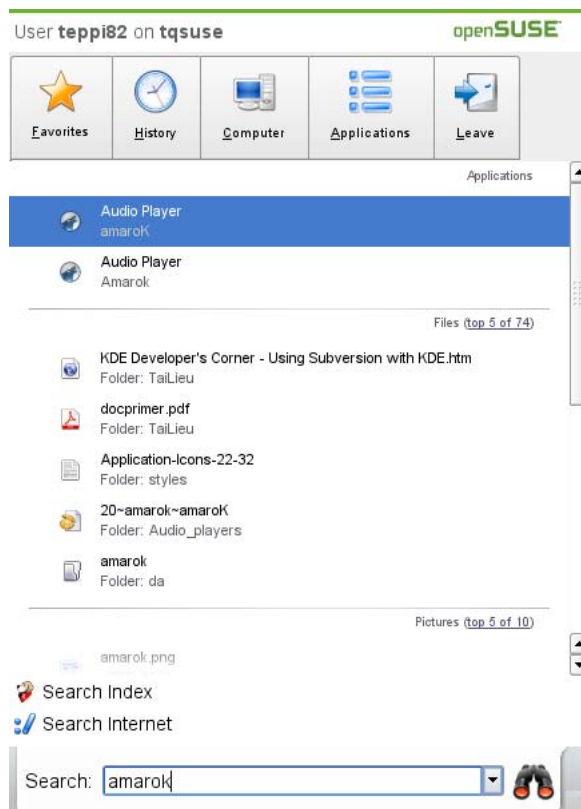 User teppi82 on tqsuse
openSUSE
Favorites
History
Computer
Applications
Leave
Applications
Audio Player
amaroK
Audio Player
Amarok
Files (top 5 of 74)
KDE Developer's Corner - Using Subversion with KDE.htm
Folder: TaiLieu
docprimer.pdf
Folder: TaiLieu
Application-Icons-22-32
Folder: styles
20~amarok~amaroK
Folder: Audio_players
amarok
Folder: da
Pictures (top 5 of 10)
amarok.png
Search Index
Search Internet
Search: amarok